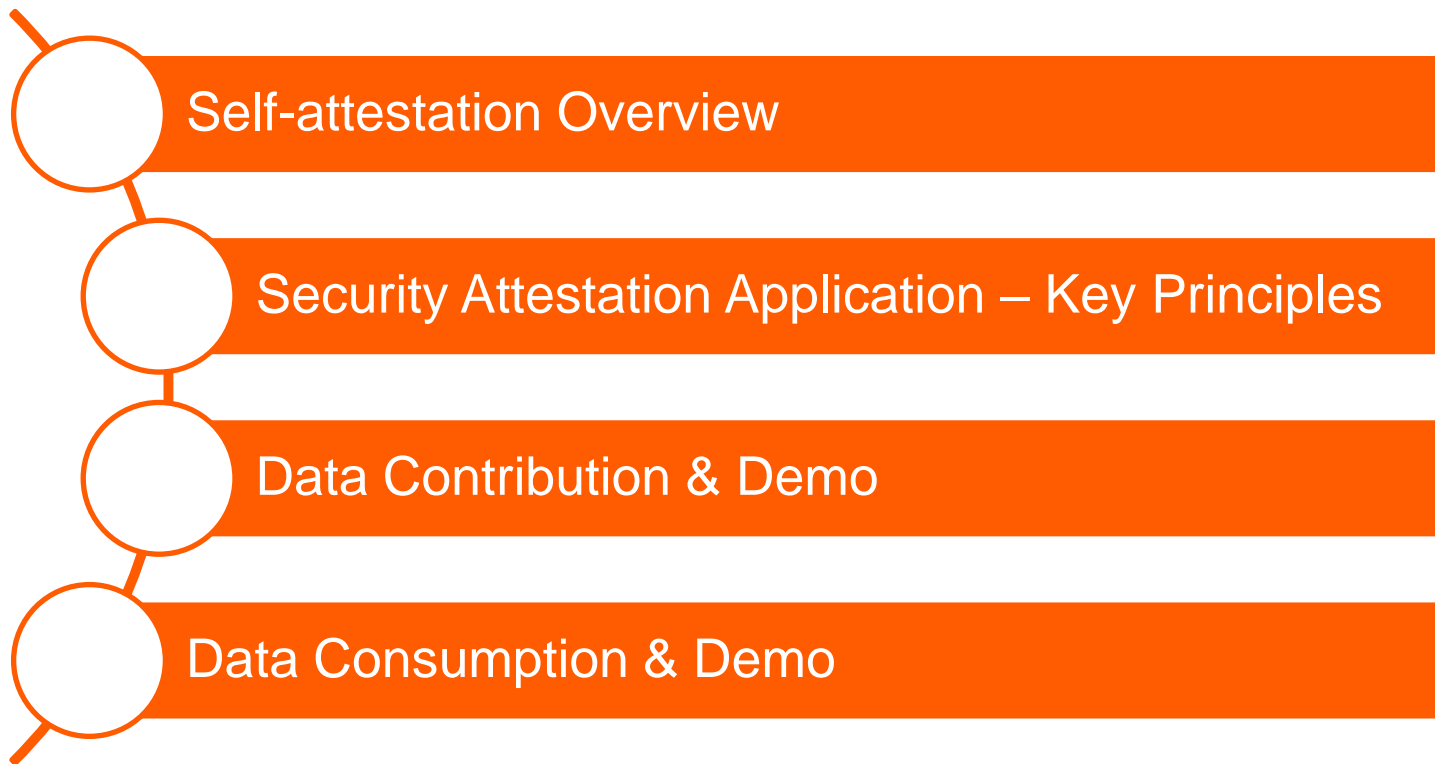 Self-attestation Overview
Security Attestation Application – Key Principles
Data Contribution & Demo
Data Consumption & Demo